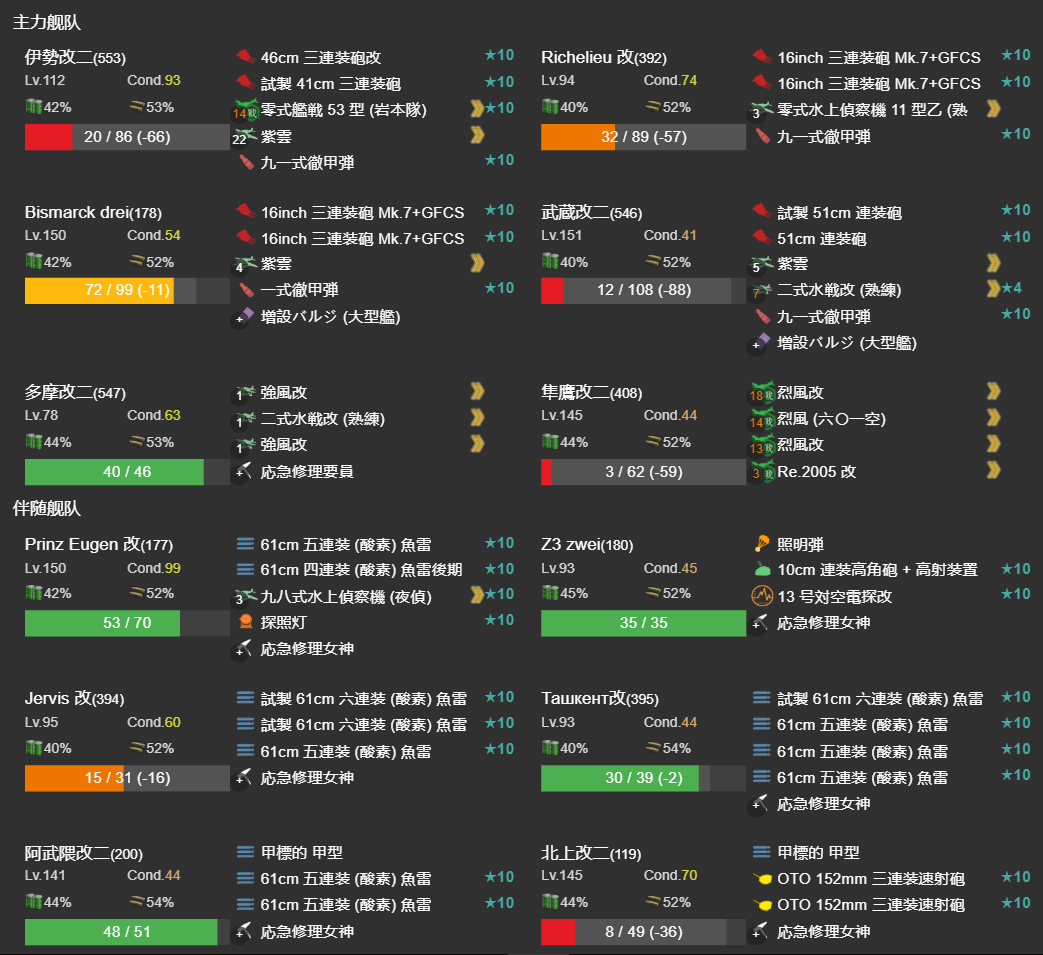 主力舰队
伊勢改二(553)
Lv.112 Cond.93
42% 53%
20 / 86 (-66)
46cm 三連装砲改 ★10
試製 41cm 三連装砲 ★10
14 零式艦戦 53 型 (岩本隊) ★10
22 紫雲
九一式徹甲弾 ★10
Richelieu 改(392)
Lv.94 Cond.74
40% 52%
32 / 89 (-57)
16inch 三連装砲 Mk.7+GFCS ★10
16inch 三連装砲 Mk.7+GFCS ★10
3 零式水上偵察機 11 型乙 (熟
九一式徹甲弾 ★10
Bismarck drei(178)
Lv.150 Cond.54
42% 52%
72 / 99 (-11)
16inch 三連装砲 Mk.7+GFCS ★10
16inch 三連装砲 Mk.7+GFCS ★10
4 紫雲
一式徹甲弾 ★10
+ 増設バルジ (大型艦)
武蔵改二(546)
Lv.151 Cond.41
40% 52%
12 / 108 (-88)
試製 51cm 連装砲 ★10
51cm 連装砲 ★10
5 紫雲
7 二式水戦改 (熟練) ★4
九一式徹甲弾 ★10
+ 増設バルジ (大型艦)
多摩改二(547)
Lv.78 Cond.63
44% 53%
40 / 46
1 強風改
1 二式水戦改 (熟練)
1 強風改
+ 応急修理要員
隼鷹改二(408)
Lv.145 Cond.44
44% 52%
3 / 62 (-59)
18 烈風改
14 烈風 (六〇一空)
13 烈風改
3 Re.2005 改
伴随舰队
Prinz Eugen 改(177)
Lv.150 Cond.99
42% 52%
53 / 70
61cm 五連装 (酸素) 魚雷 ★10
61cm 四連装 (酸素) 魚雷後期 ★10
3 九八式水上偵察機 (夜偵) ★10
探照灯 ★10
+ 応急修理女神
Z3 zwei(180)
Lv.93 Cond.45
45% 52%
35 / 35
照明弾
10cm 連装高角砲 + 高射装置 ★10
13 号対空電探改 ★10
+ 応急修理女神
Jervis 改(394)
Lv.95 Cond.60
40% 52%
15 / 31 (-16)
試製 61cm 六連装 (酸素) 魚雷 ★10
試製 61cm 六連装 (酸素) 魚雷 ★10
61cm 五連装 (酸素) 魚雷 ★10
+ 応急修理女神
Ташкент改(395)
Lv.93 Cond.44
40% 54%
30 / 39 (-2)
試製 61cm 六連装 (酸素) 魚雷 ★10
61cm 五連装 (酸素) 魚雷 ★10
61cm 五連装 (酸素) 魚雷 ★10
61cm 五連装 (酸素) 魚雷 ★10
+ 応急修理女神
阿武隈改二(200)
Lv.141 Cond.44
44% 54%
48 / 51
甲標的 甲型
61cm 五連装 (酸素) 魚雷 ★10
61cm 五連装 (酸素) 魚雷 ★10
+ 応急修理女神
北上改二(119)
Lv.145 Cond.70
44% 52%
8 / 49 (-36)
甲標的 甲型
OTO 152mm 三連装速射砲 ★10
OTO 152mm 三連装速射砲 ★10
+ 応急修理女神